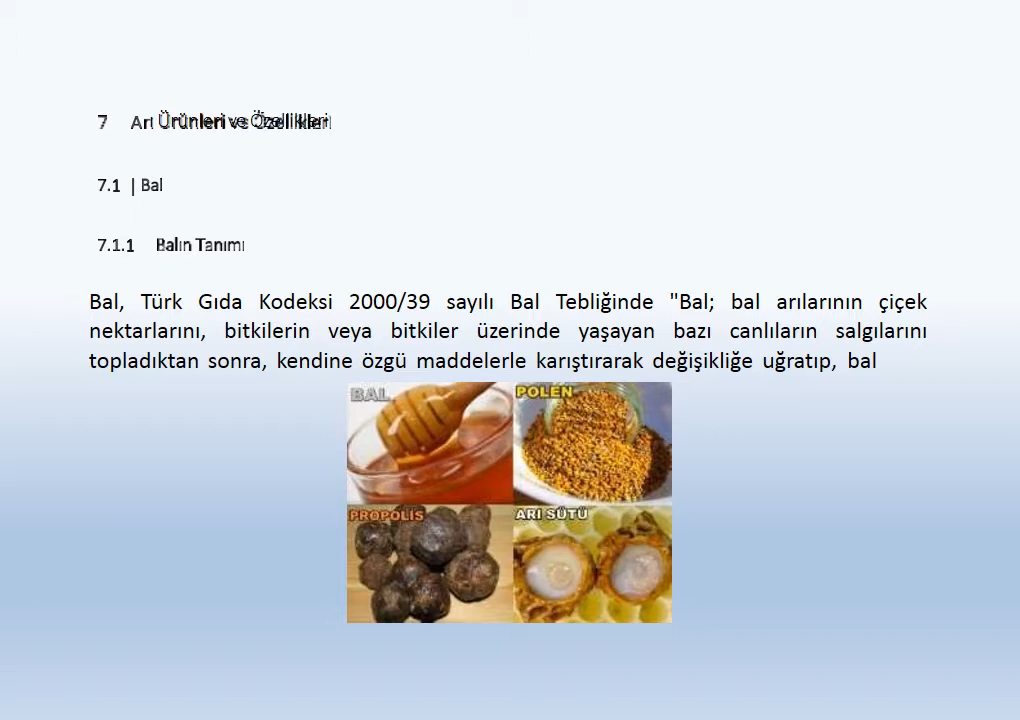 7 Arı Ürünleri ve Özellikleri
7.1 | Bal
7.1.1 Balın Tanımı
Bal, Türk Gıda Kodeksi 2000/39 sayılı Bal Tebliğinde "Bal; bal arılarının çiçek
nektarlarını, bitkilerin veya bitkiler üzerinde yaşayan bazı canlıların salgılarını
topladıktan sonra, kendine özgü maddelerle karıştırarak değişikliğe uğratıp, bal
BAL
POLEN
PROPOLİS
ARI SÜTÜ